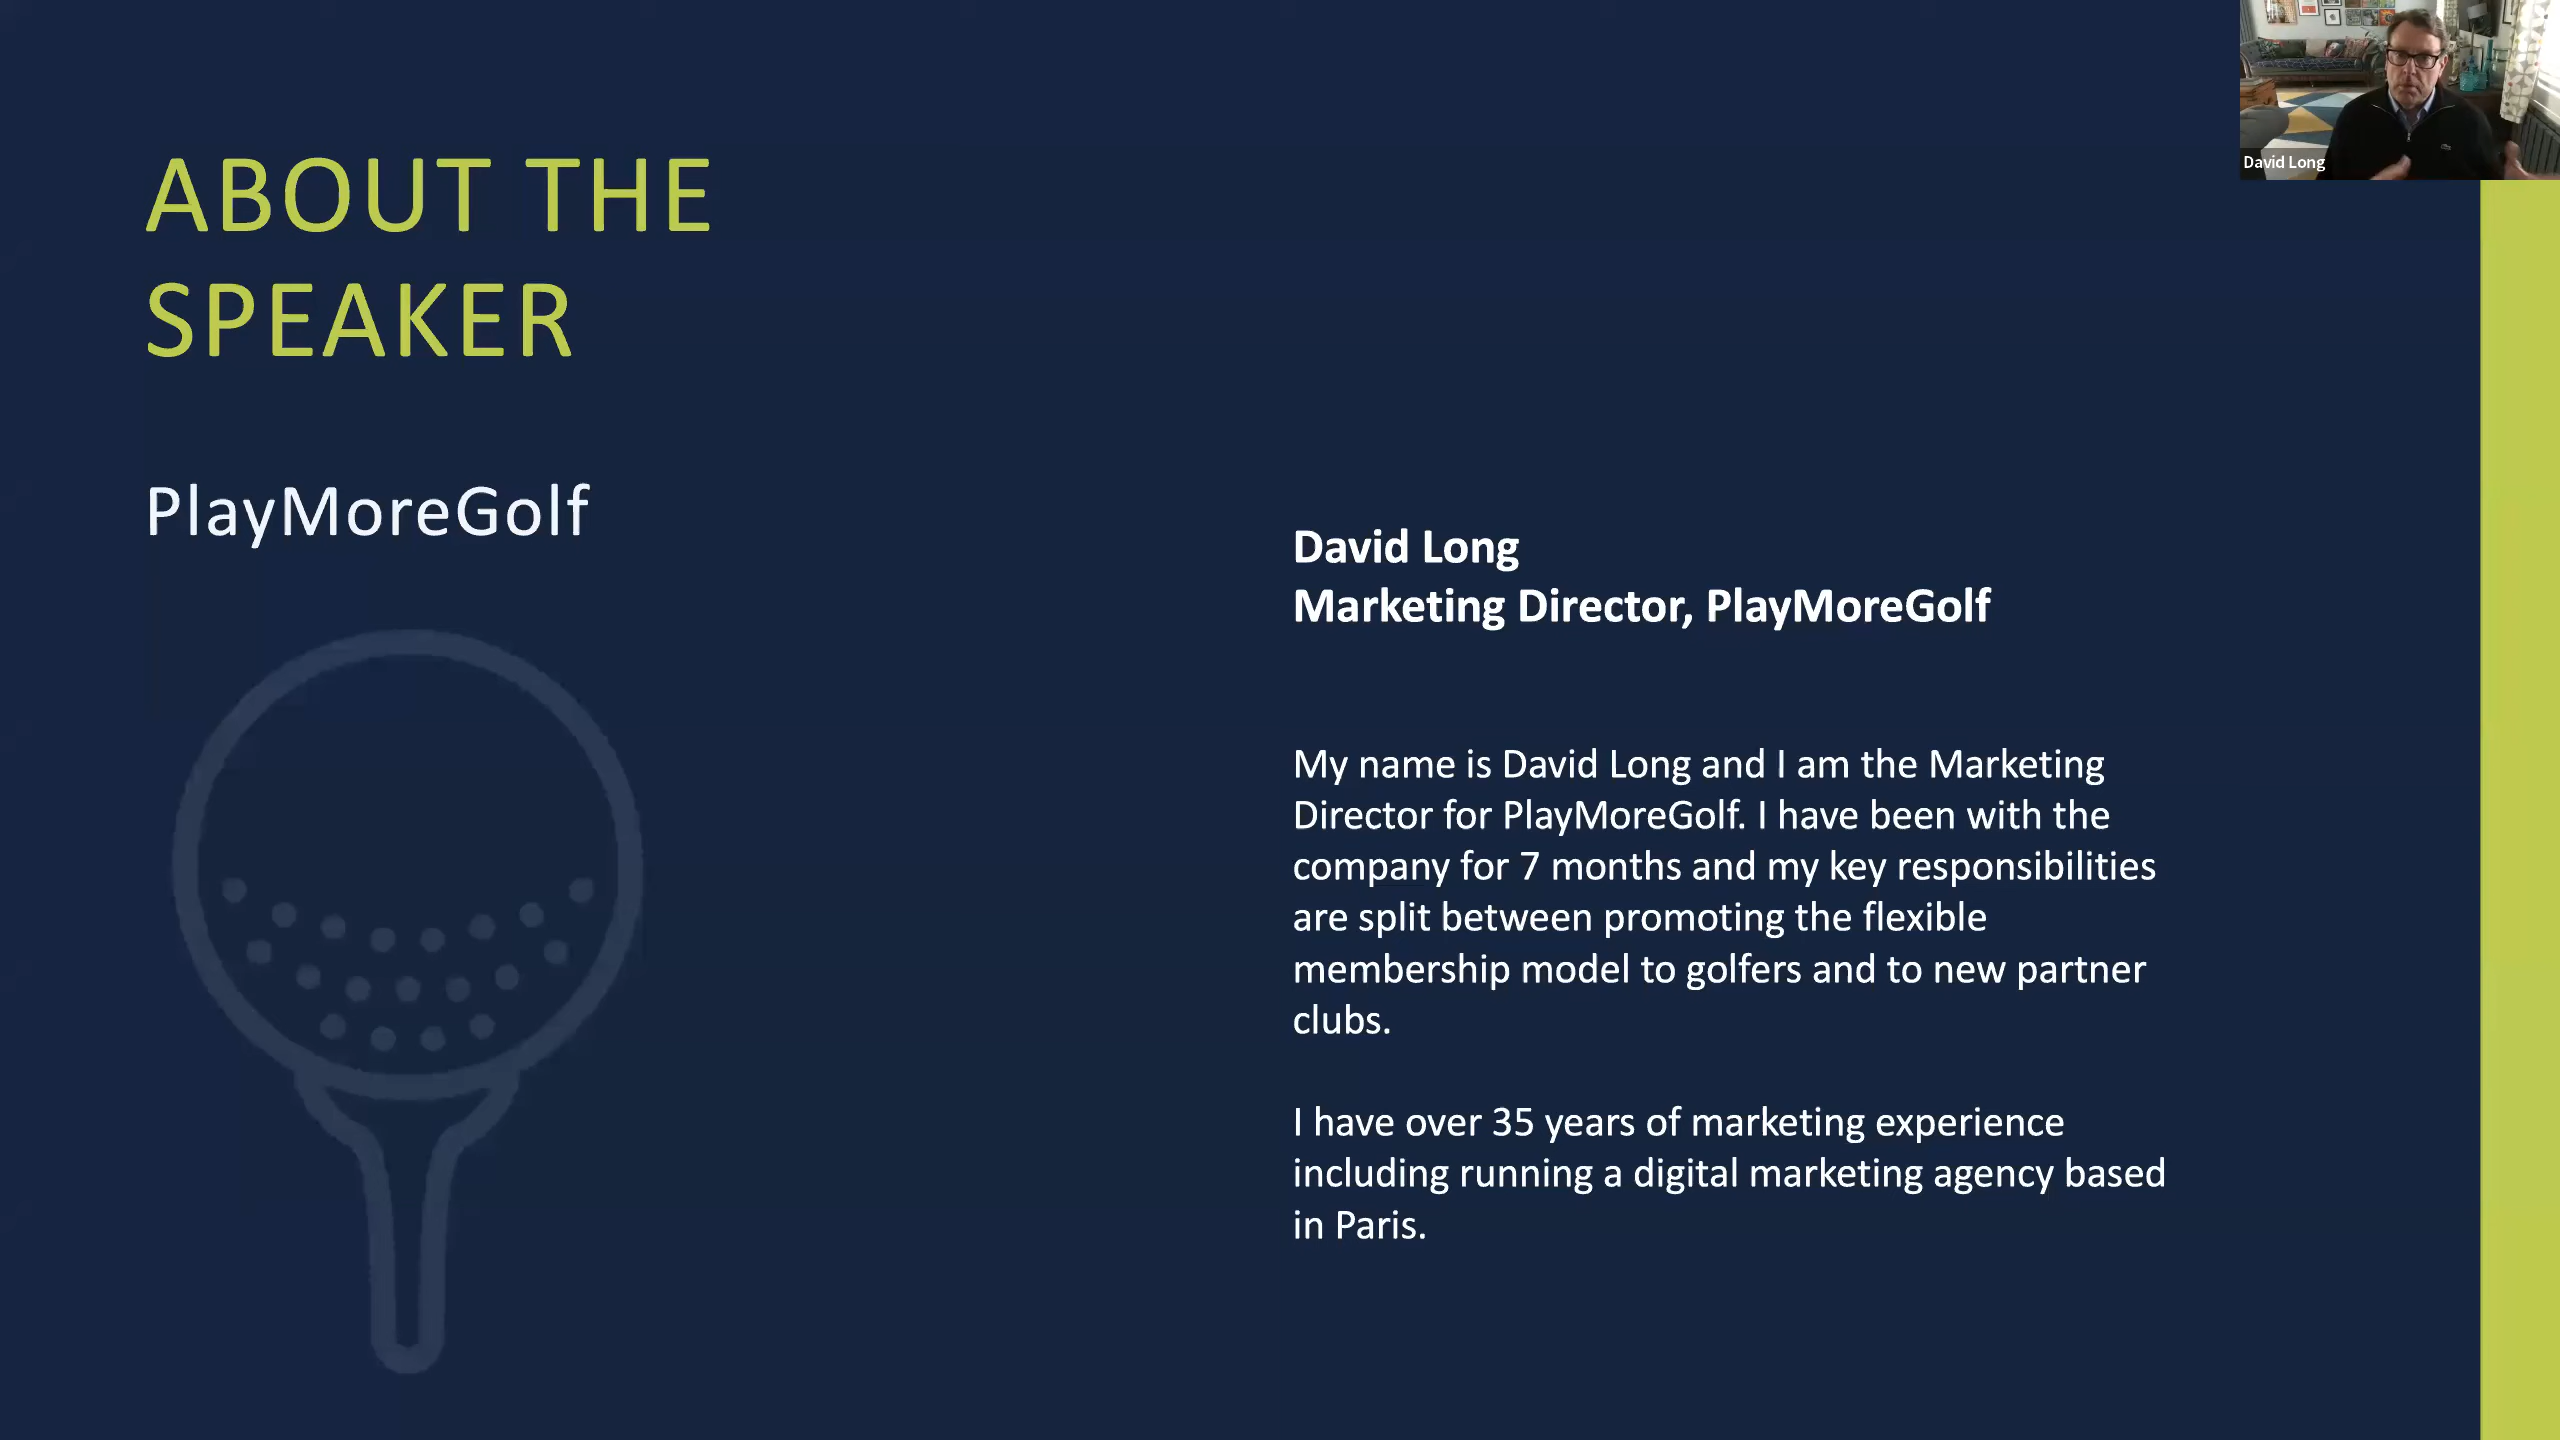 ABOUT THE
SPEAKER
PlayMoreGolf
David Long
David Long
Marketing Director, PlayMoreGolf
My name is David Long and I am the Marketing
Director for PlayMoreGolf. I have been with the
company for 7 months and my key responsibilities
are split between promoting the flexible
membership model to golfers and to new partner
clubs.
I have over 35 years of marketing experience
including running a digital marketing agency based
in Paris.